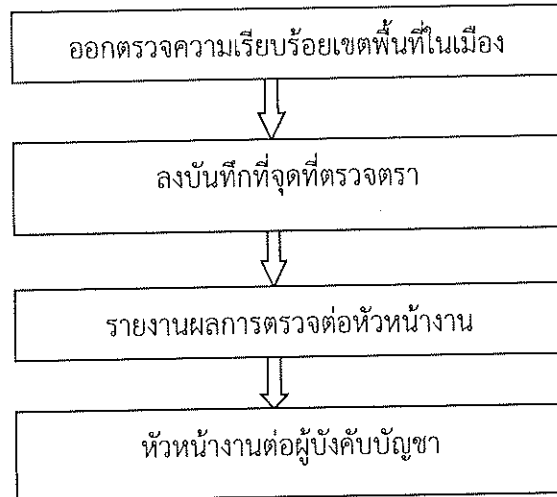 ออกตรวจความเรียบร้อยเขตพื้นที่ในเมือง
ลงบันทึกที่จุดที่ตรวจตรา
รายงานผลการตรวจต่อหัวหน้างาน
หัวหน้างานต่อผู้บังคับบัญชา